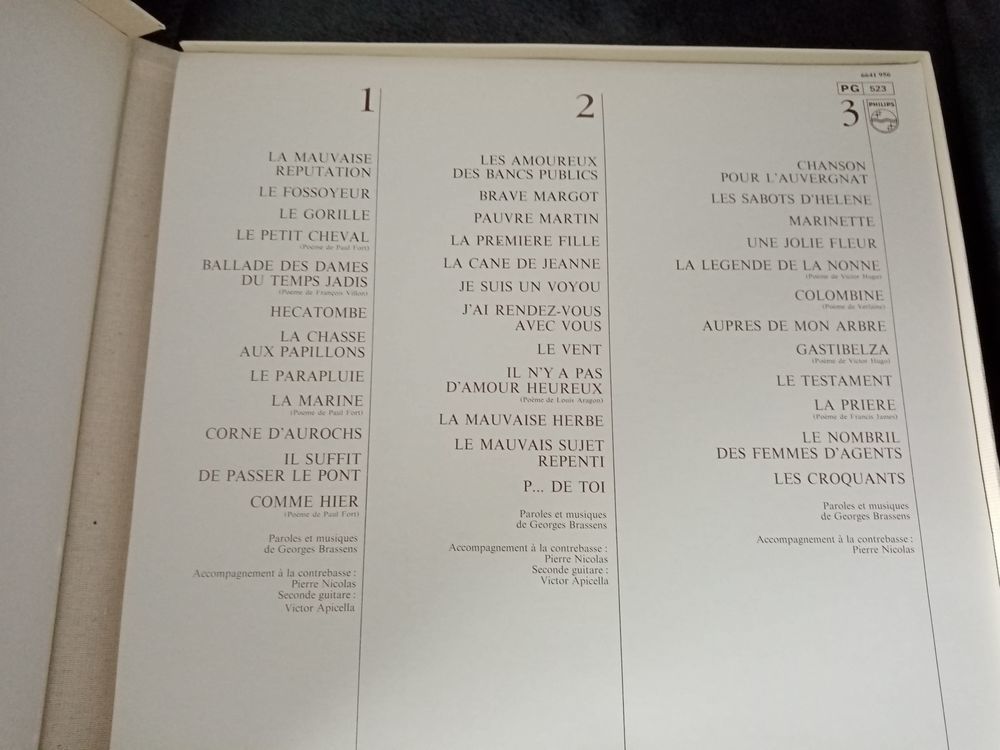 6641 956
PG 523
PHILIPS
1
LA MAUVAISE
REPUTATION
LE FOSSOYEUR
LE GORILLE
LE PETIT CHEVAL
(Poème de Paul Fort)
BALLADE DES DAMES
DU TEMPS JADIS
(Poème de François Villon)
HECATOMBE
LA CHASSE
AUX PAPILLONS
LE PARAPLUIE
LA MARINE
(Poème de Paul Fort)
CORNE D'AUROCHS
IL SUFFIT
DE PASSER LE PONT
COMME HIER
(Poème de Paul Fort)
Paroles et musiques
de Georges Brassens
Accompagnement à la contrebasse :
Pierre Nicolas
Seconde guitare :
Victor Apicella
2
LES AMOUREUX
DES BANCS PUBLICS
BRAVE MARGOT
PAUVRE MARTIN
LA PREMIERE FILLE
LA CANE DE JEANNE
JE SUIS UN VOYOU
J'AI RENDEZ-VOUS
AVEC VOUS
LE VENT
IL N'Y A PAS
D'AMOUR HEUREUX
(Poème de Louis Aragon)
LA MAUVAISE HERBE
LE MAUVAIS SUJET
REPENTI
P... DE TOI
Paroles et musiques
de Georges Brassens
Accompagnement à la contrebasse :
Pierre Nicolas
Seconde guitare :
Victor Apicella
3
CHANSON
POUR L'AUVERGNAT
LES SABOTS D'HELENE
MARINETTE
UNE JOLIE FLEUR
LA LEGENDE DE LA NONNE
(Poème de Victor Hugo)
COLOMBINE
(Poème de Verlaine)
AUPRES DE MON ARBRE
GASTIBELZA
(Poème de Victor Hugo)
LE TESTAMENT
LA PRIERE
(Poème de Francis James)
LE NOMBRIL
DES FEMMES D'AGENTS
LES CROQUANTS
Paroles et musiques
de Georges Brassens
Accompagnement à la contrebasse :
Pierre Nicolas